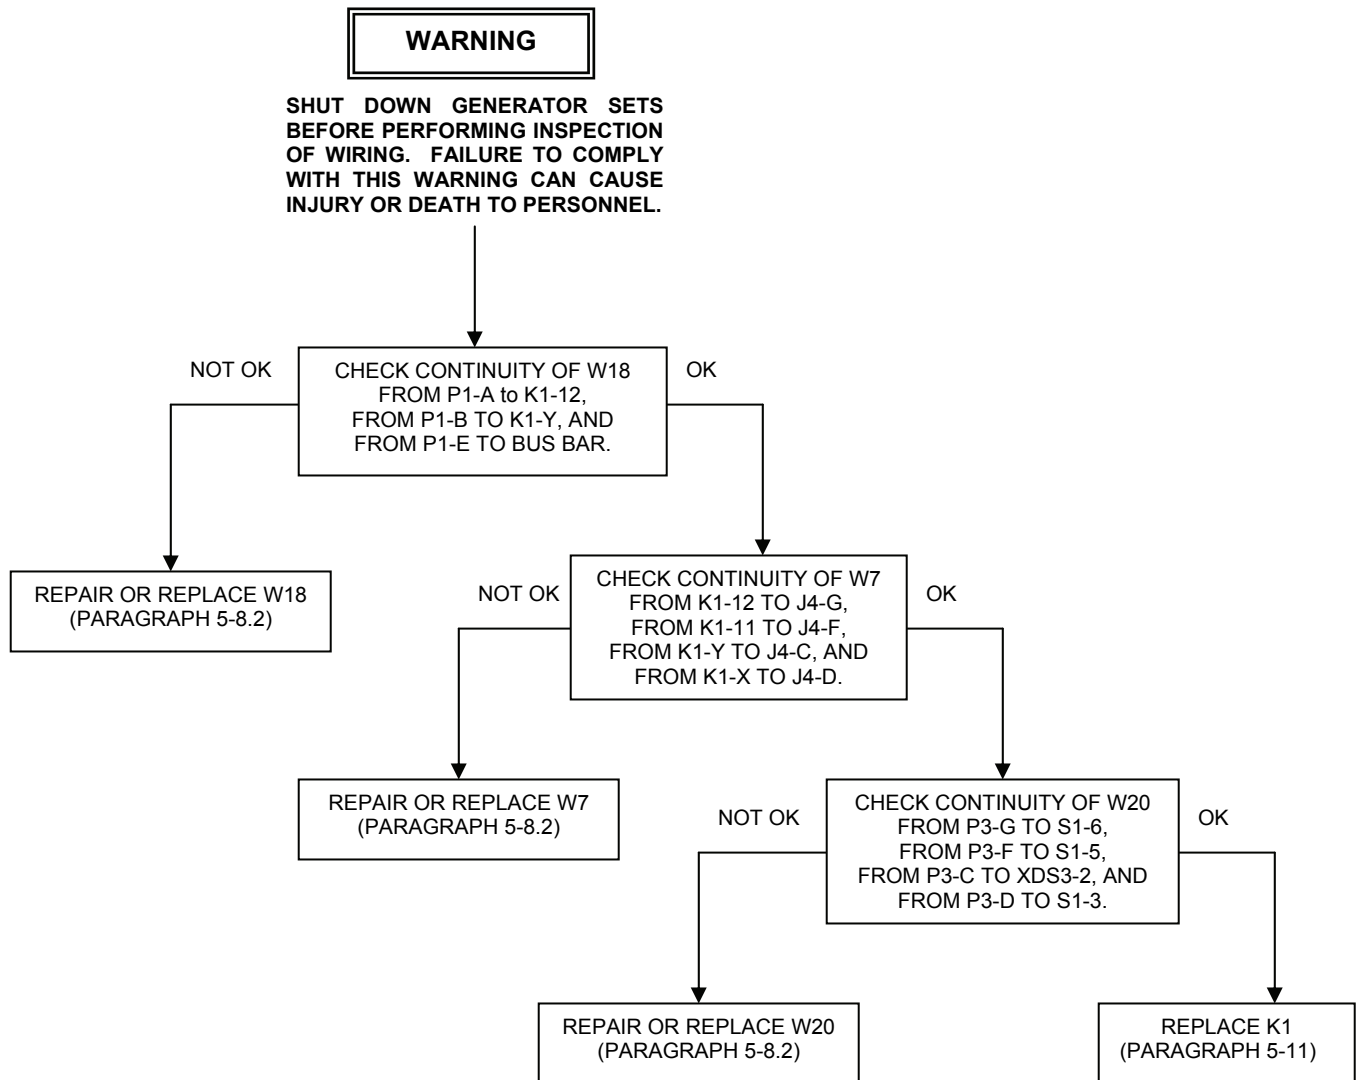 WARNING
SHUT DOWN GENERATOR SETS
BEFORE PERFORMING INSPECTION
OF WIRING. FAILURE TO COMPLY
WITH THIS WARNING CAN CAUSE
INJURY OR DEATH TO PERSONNEL.
NOT OK
CHECK CONTINUITY OF W18
FROM P1-A to K1-12,
FROM P1-B TO K1-Y, AND
FROM P1-E TO BUS BAR.
OK
REPAIR OR REPLACE W18
(PARAGRAPH 5-8.2)
NOT OK
CHECK CONTINUITY OF W7
FROM K1-12 TO J4-G,
FROM K1-11 TO J4-F,
FROM K1-Y TO J4-C, AND
FROM K1-X TO J4-D.
OK
REPAIR OR REPLACE W7
(PARAGRAPH 5-8.2)
NOT OK
CHECK CONTINUITY OF W20
FROM P3-G TO S1-6,
FROM P3-F TO S1-5,
FROM P3-C TO XDS3-2, AND
FROM P3-D TO S1-3.
OK
REPAIR OR REPLACE W20
(PARAGRAPH 5-8.2)
REPLACE K1
(PARAGRAPH 5-11)